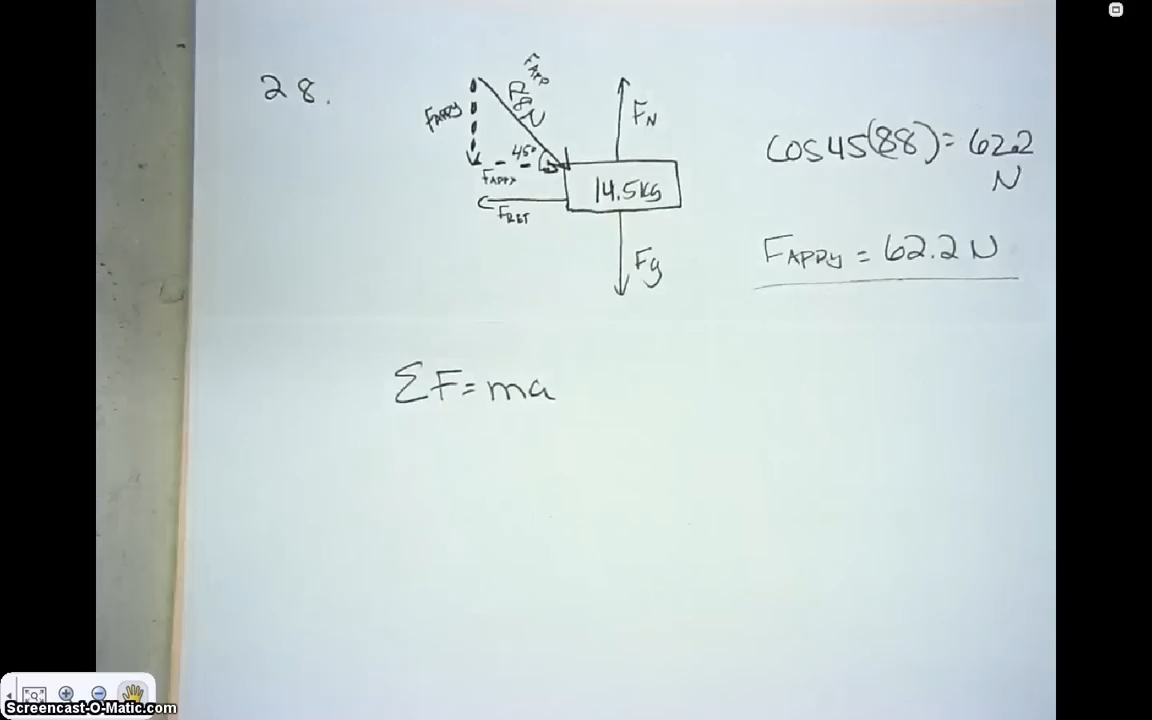 28.
FAPP
88N
FAPPY
FN
45°
FAPPX
14.5Kg
FRET
Fg
cos45(88)=62.2
N
FAPPY = 62.2 N
ΣF=ma
Screencast-O-Matic.com